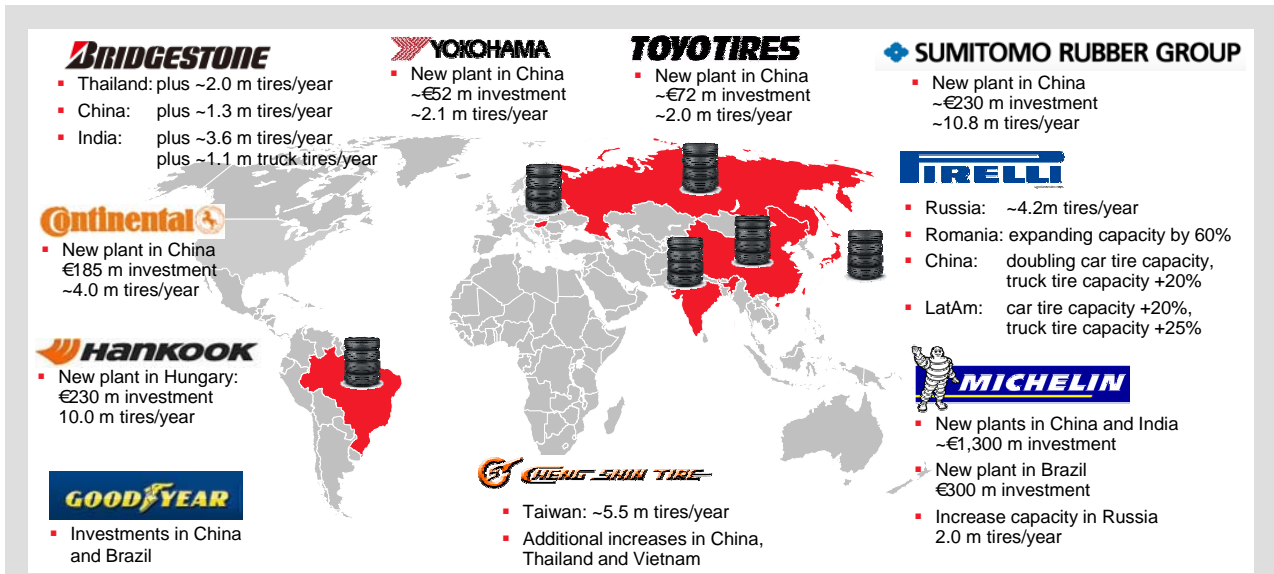 BRIDGESTONE
Thailand: plus ~2.0 m tires/year
China: plus ~1.3 m tires/year
India: plus ~3.6 m tires/year
plus ~1.1 m truck tires/year
YOKOHAMA
New plant in China
~€52 m investment
~2.1 m tires/year
TOYO TIRES
New plant in China
~€72 m investment
~2.0 m tires/year
SUMITOMO RUBBER GROUP
New plant in China
~€230 m investment
~10.8 m tires/year
Continental
New plant in China
€185 m investment
~4.0 m tires/year
PIRELLI
Russia: ~4.2m tires/year
Romania: expanding capacity by 60%
China: doubling car tire capacity,
truck tire capacity +20%
LatAm: car tire capacity +20%,
truck tire capacity +25%
HANKOOK
New plant in Hungary:
€230 m investment
10.0 m tires/year
MICHELIN
New plants in China and India
~€1,300 m investment
New plant in Brazil
€300 m investment
Increase capacity in Russia
2.0 m tires/year
GOODYEAR
Investments in China
and Brazil
CHENG SHIN TIRE
Taiwan: ~5.5 m tires/year
Additional increases in China,
Thailand and Vietnam